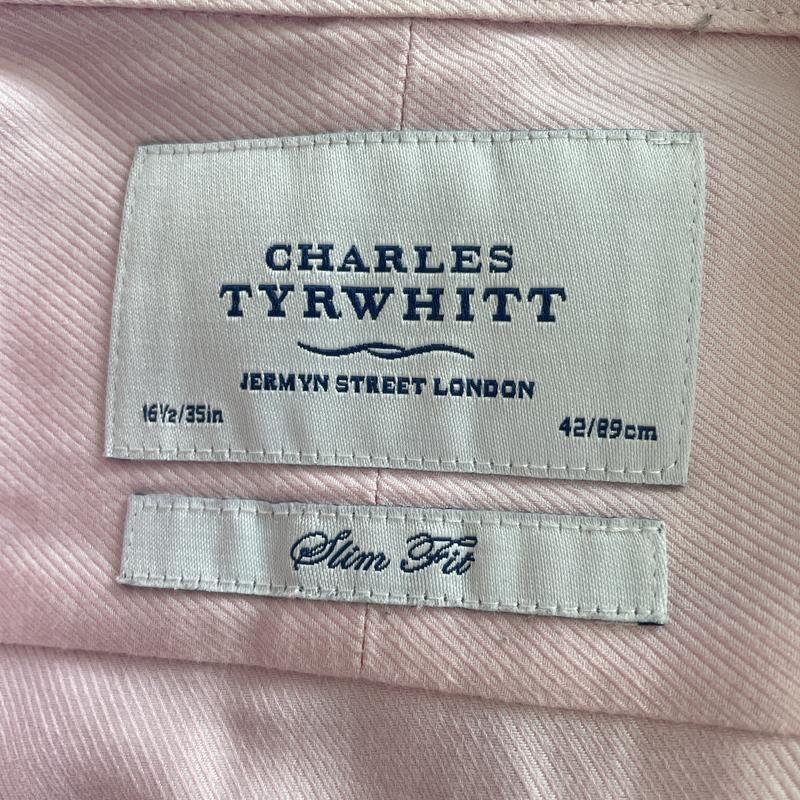 CHARLES
TYRWHITT
JERMYN STREET LONDON
16½/35in 42/89cm
Slim Fit